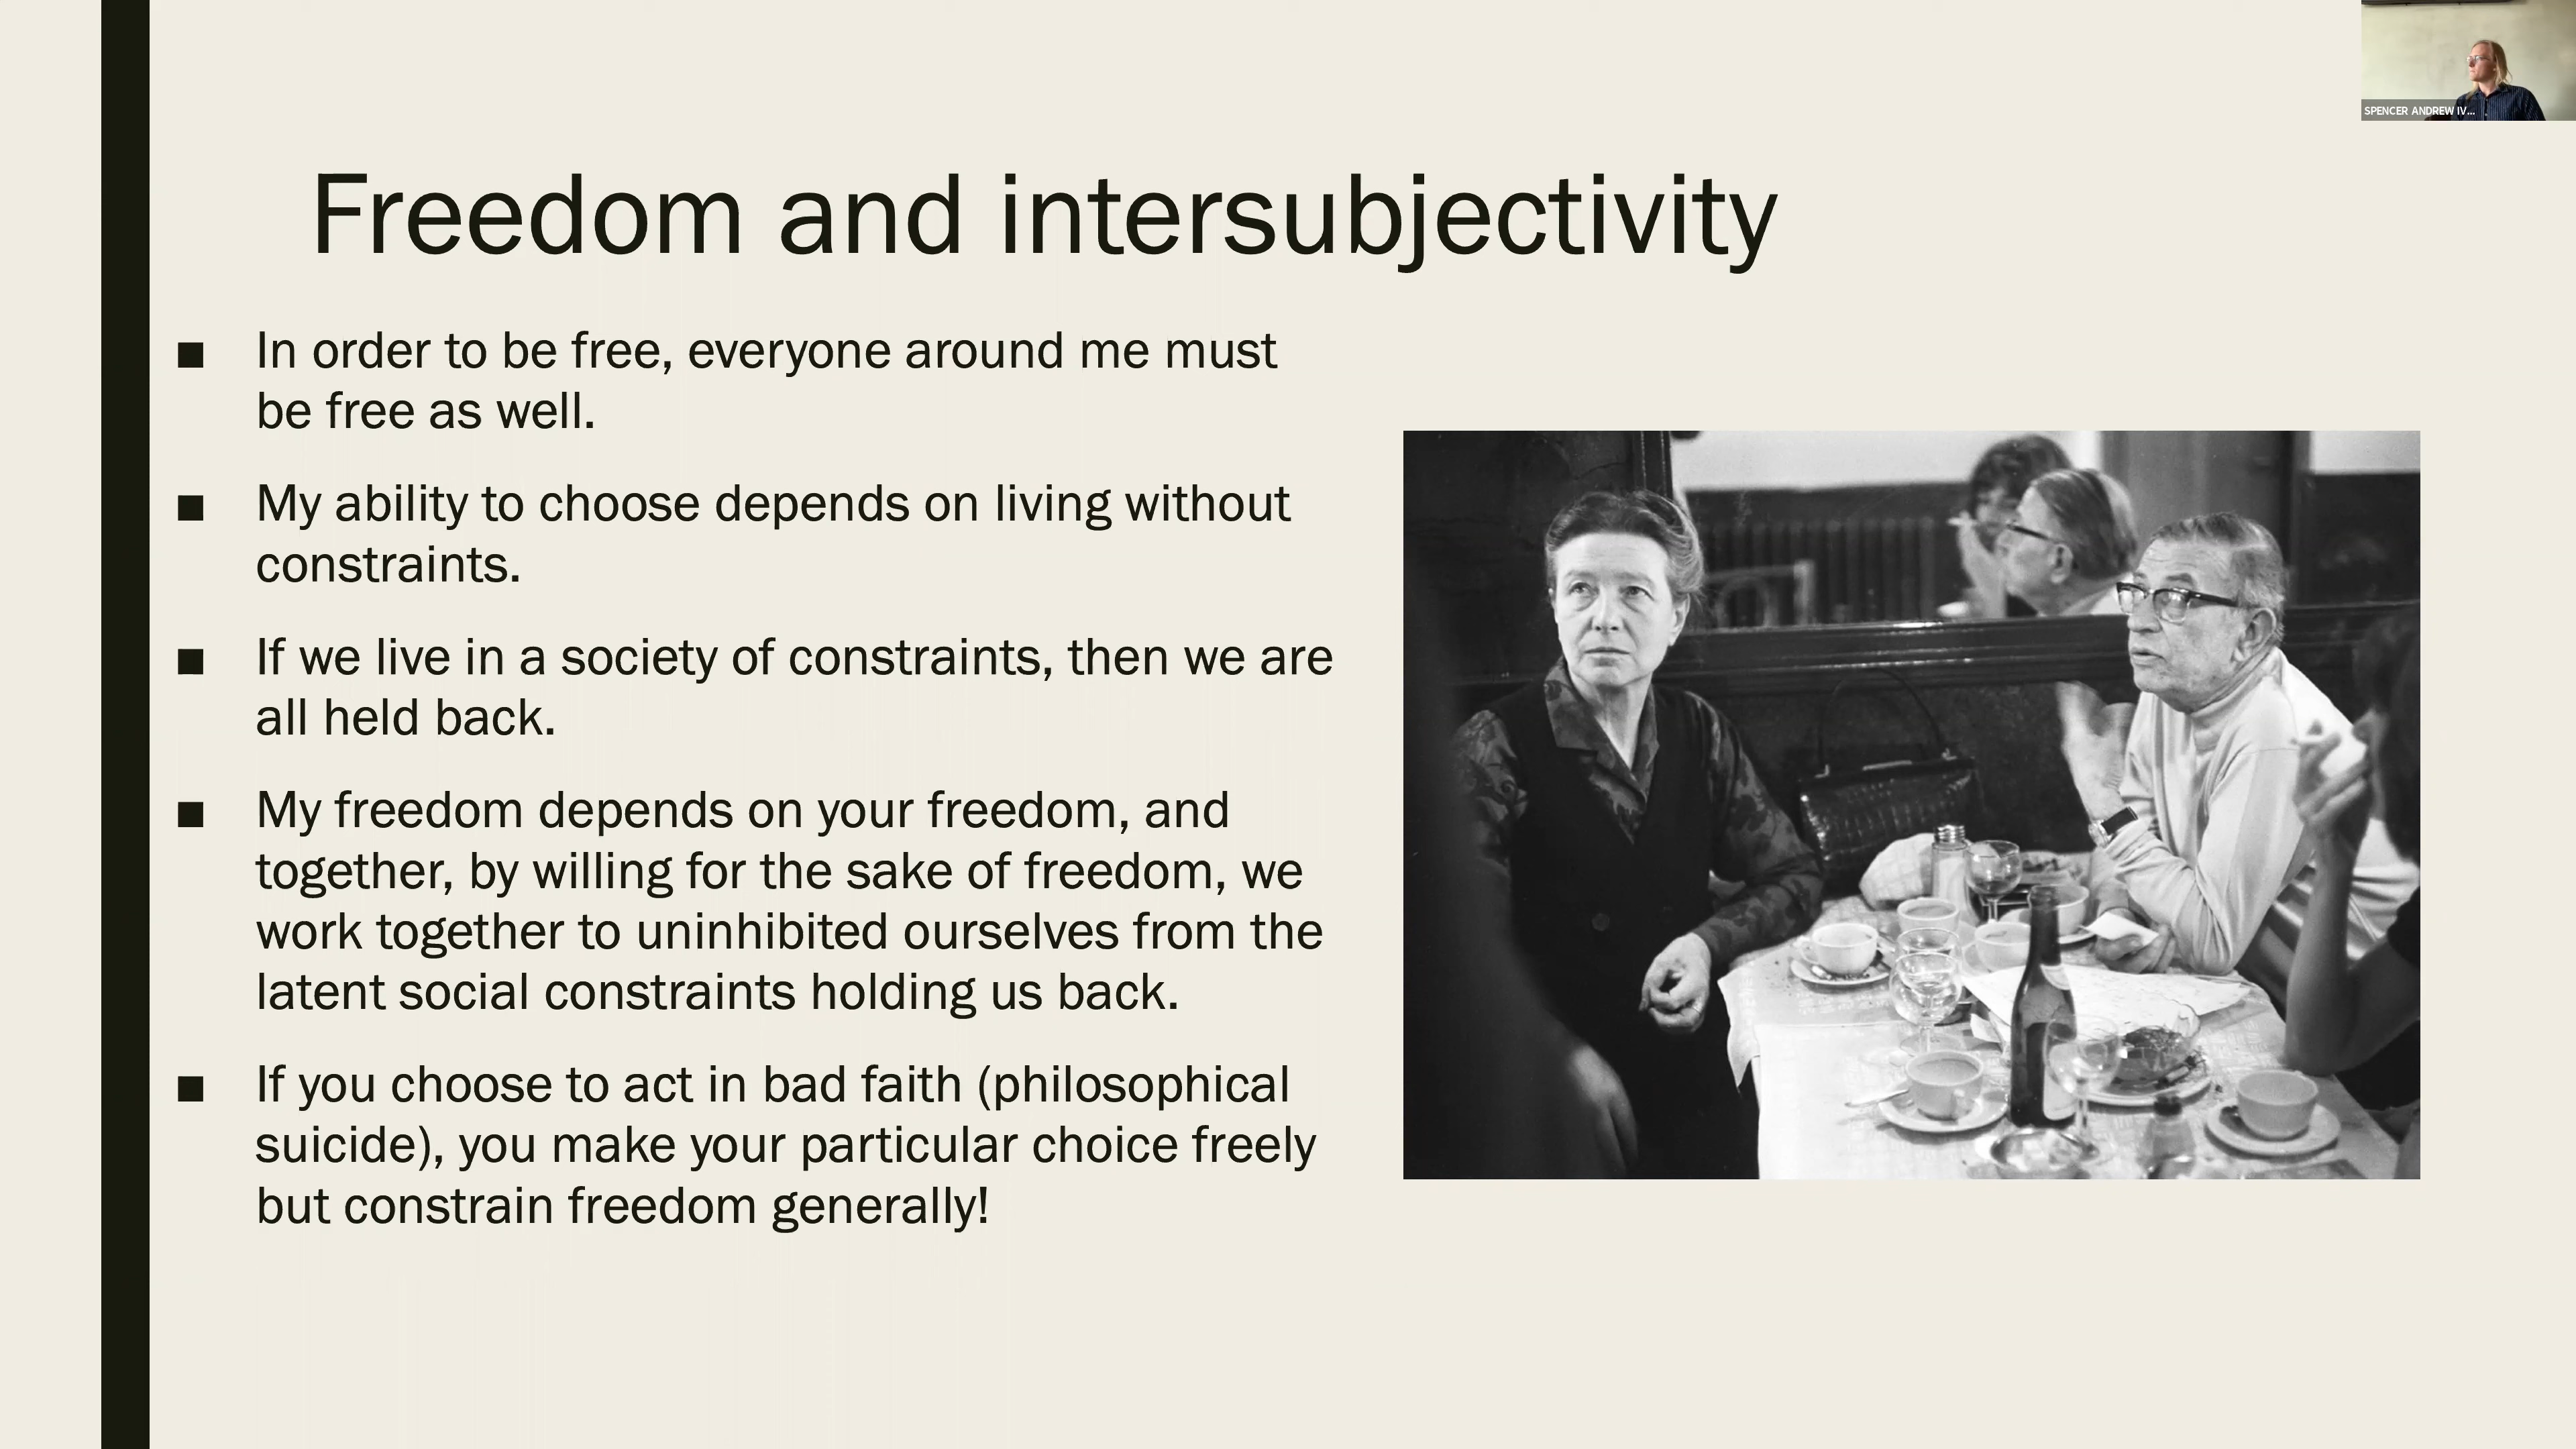 SPENCER ANDREW IV...
Freedom and intersubjectivity
■ In order to be free, everyone around me must
be free as well.
■ My ability to choose depends on living without
constraints.
■ If we live in a society of constraints, then we are
all held back.
■ My freedom depends on your freedom, and
together, by willing for the sake of freedom, we
work together to uninhibited ourselves from the
latent social constraints holding us back.
■ If you choose to act in bad faith (philosophical
suicide), you make your particular choice freely
but constrain freedom generally!